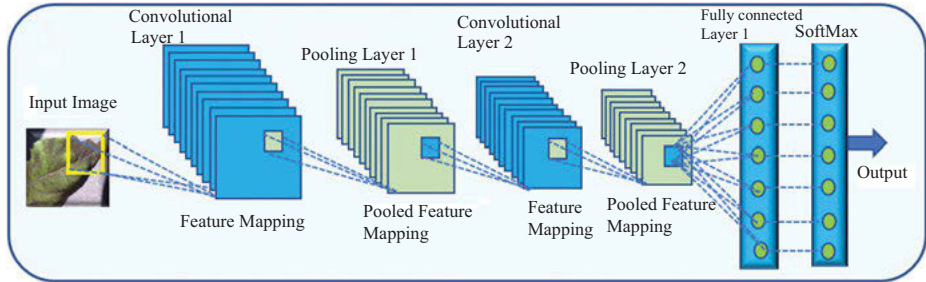 Convolutional
Layer 1
Pooling Layer 1
Convolutional
Layer 2
Pooling Layer 2
Fully connected
Layer 1
SoftMax
Input Image
Output
Feature Mapping
Pooled Feature
Mapping
Feature
Mapping
Pooled Feature
Mapping